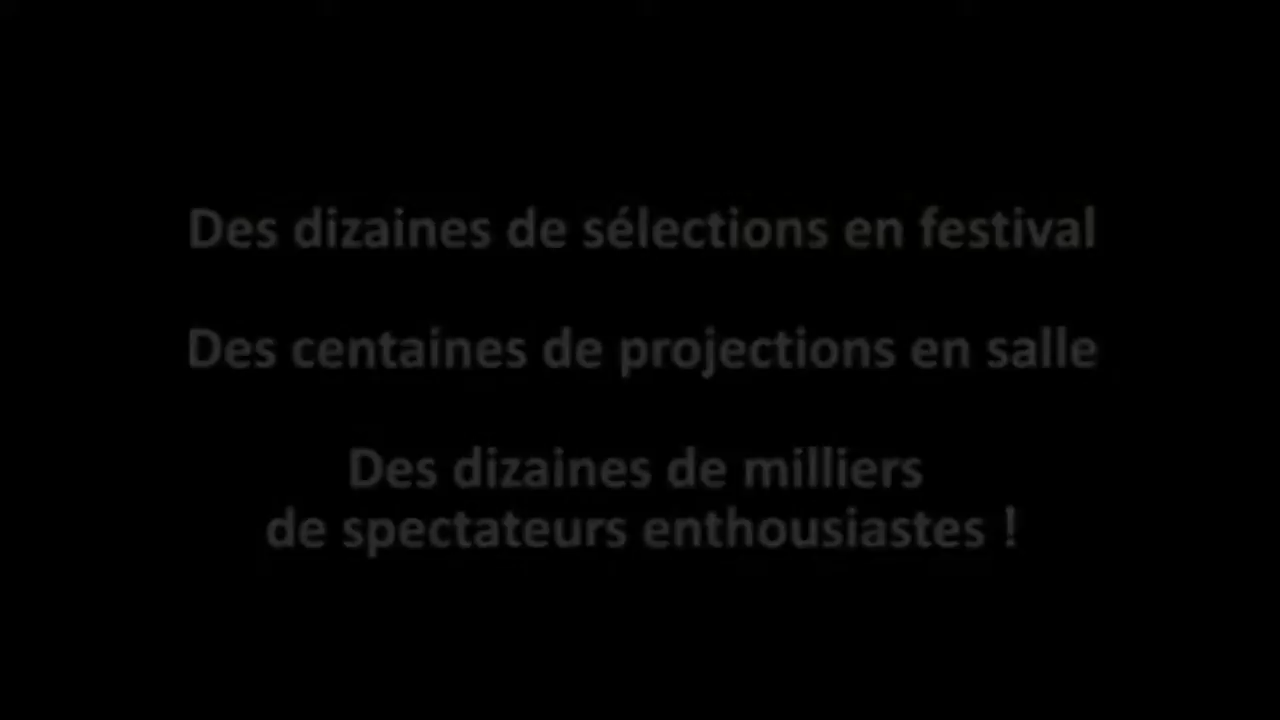 Des dizaines de sélections en festival
Des centaines de projections en salle
Des dizaines de milliers
de spectateurs enthousiastes !